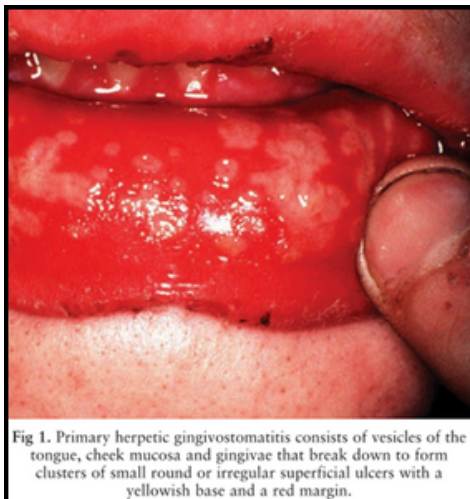 Fig 1. Primary herpetic gingivostomatitis consists of vesicles of the
tongue, cheek mucosa and gingivae that break down to form
clusters of small round or irregular superficial ulcers with a
yellowish base and a red margin.